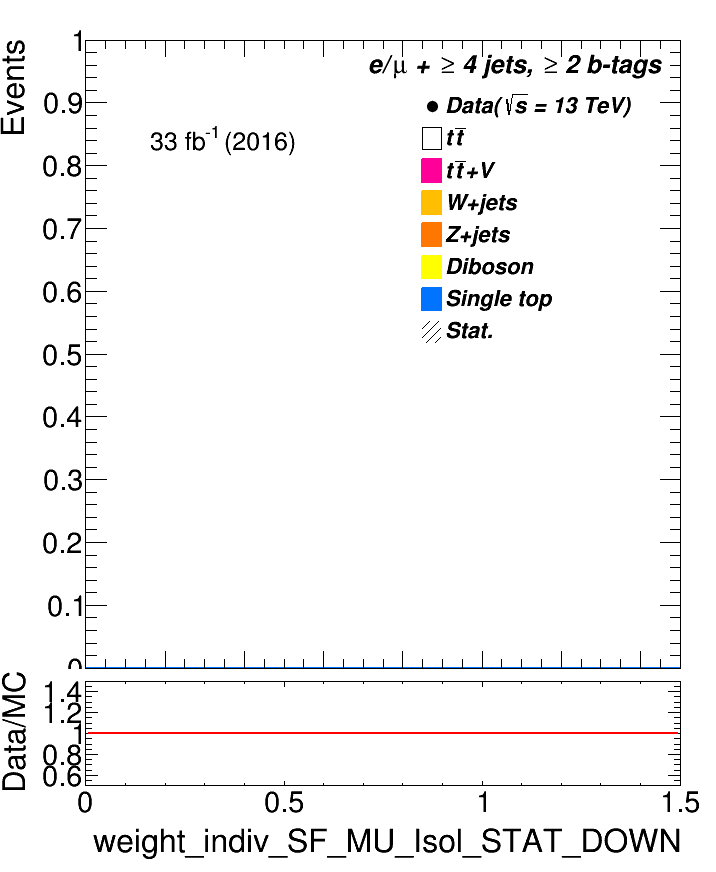 Events
1
e/μ + ≥ 4 jets, ≥ 2 b-tags
0.9
Data(√s = 13 TeV)
33 fb⁻¹ (2016)
tt̅
0.8
tt̅+V
W+jets
0.7
Z+jets
Diboson
0.6
Single top
Stat.
0.5
0.4
0.3
0.2
0.1
0
Data/MC
1.4
1.2
1
0.8
0.6
0 0.5 1 1.5
weight_indiv_SF_MU_Isol_STAT_DOWN